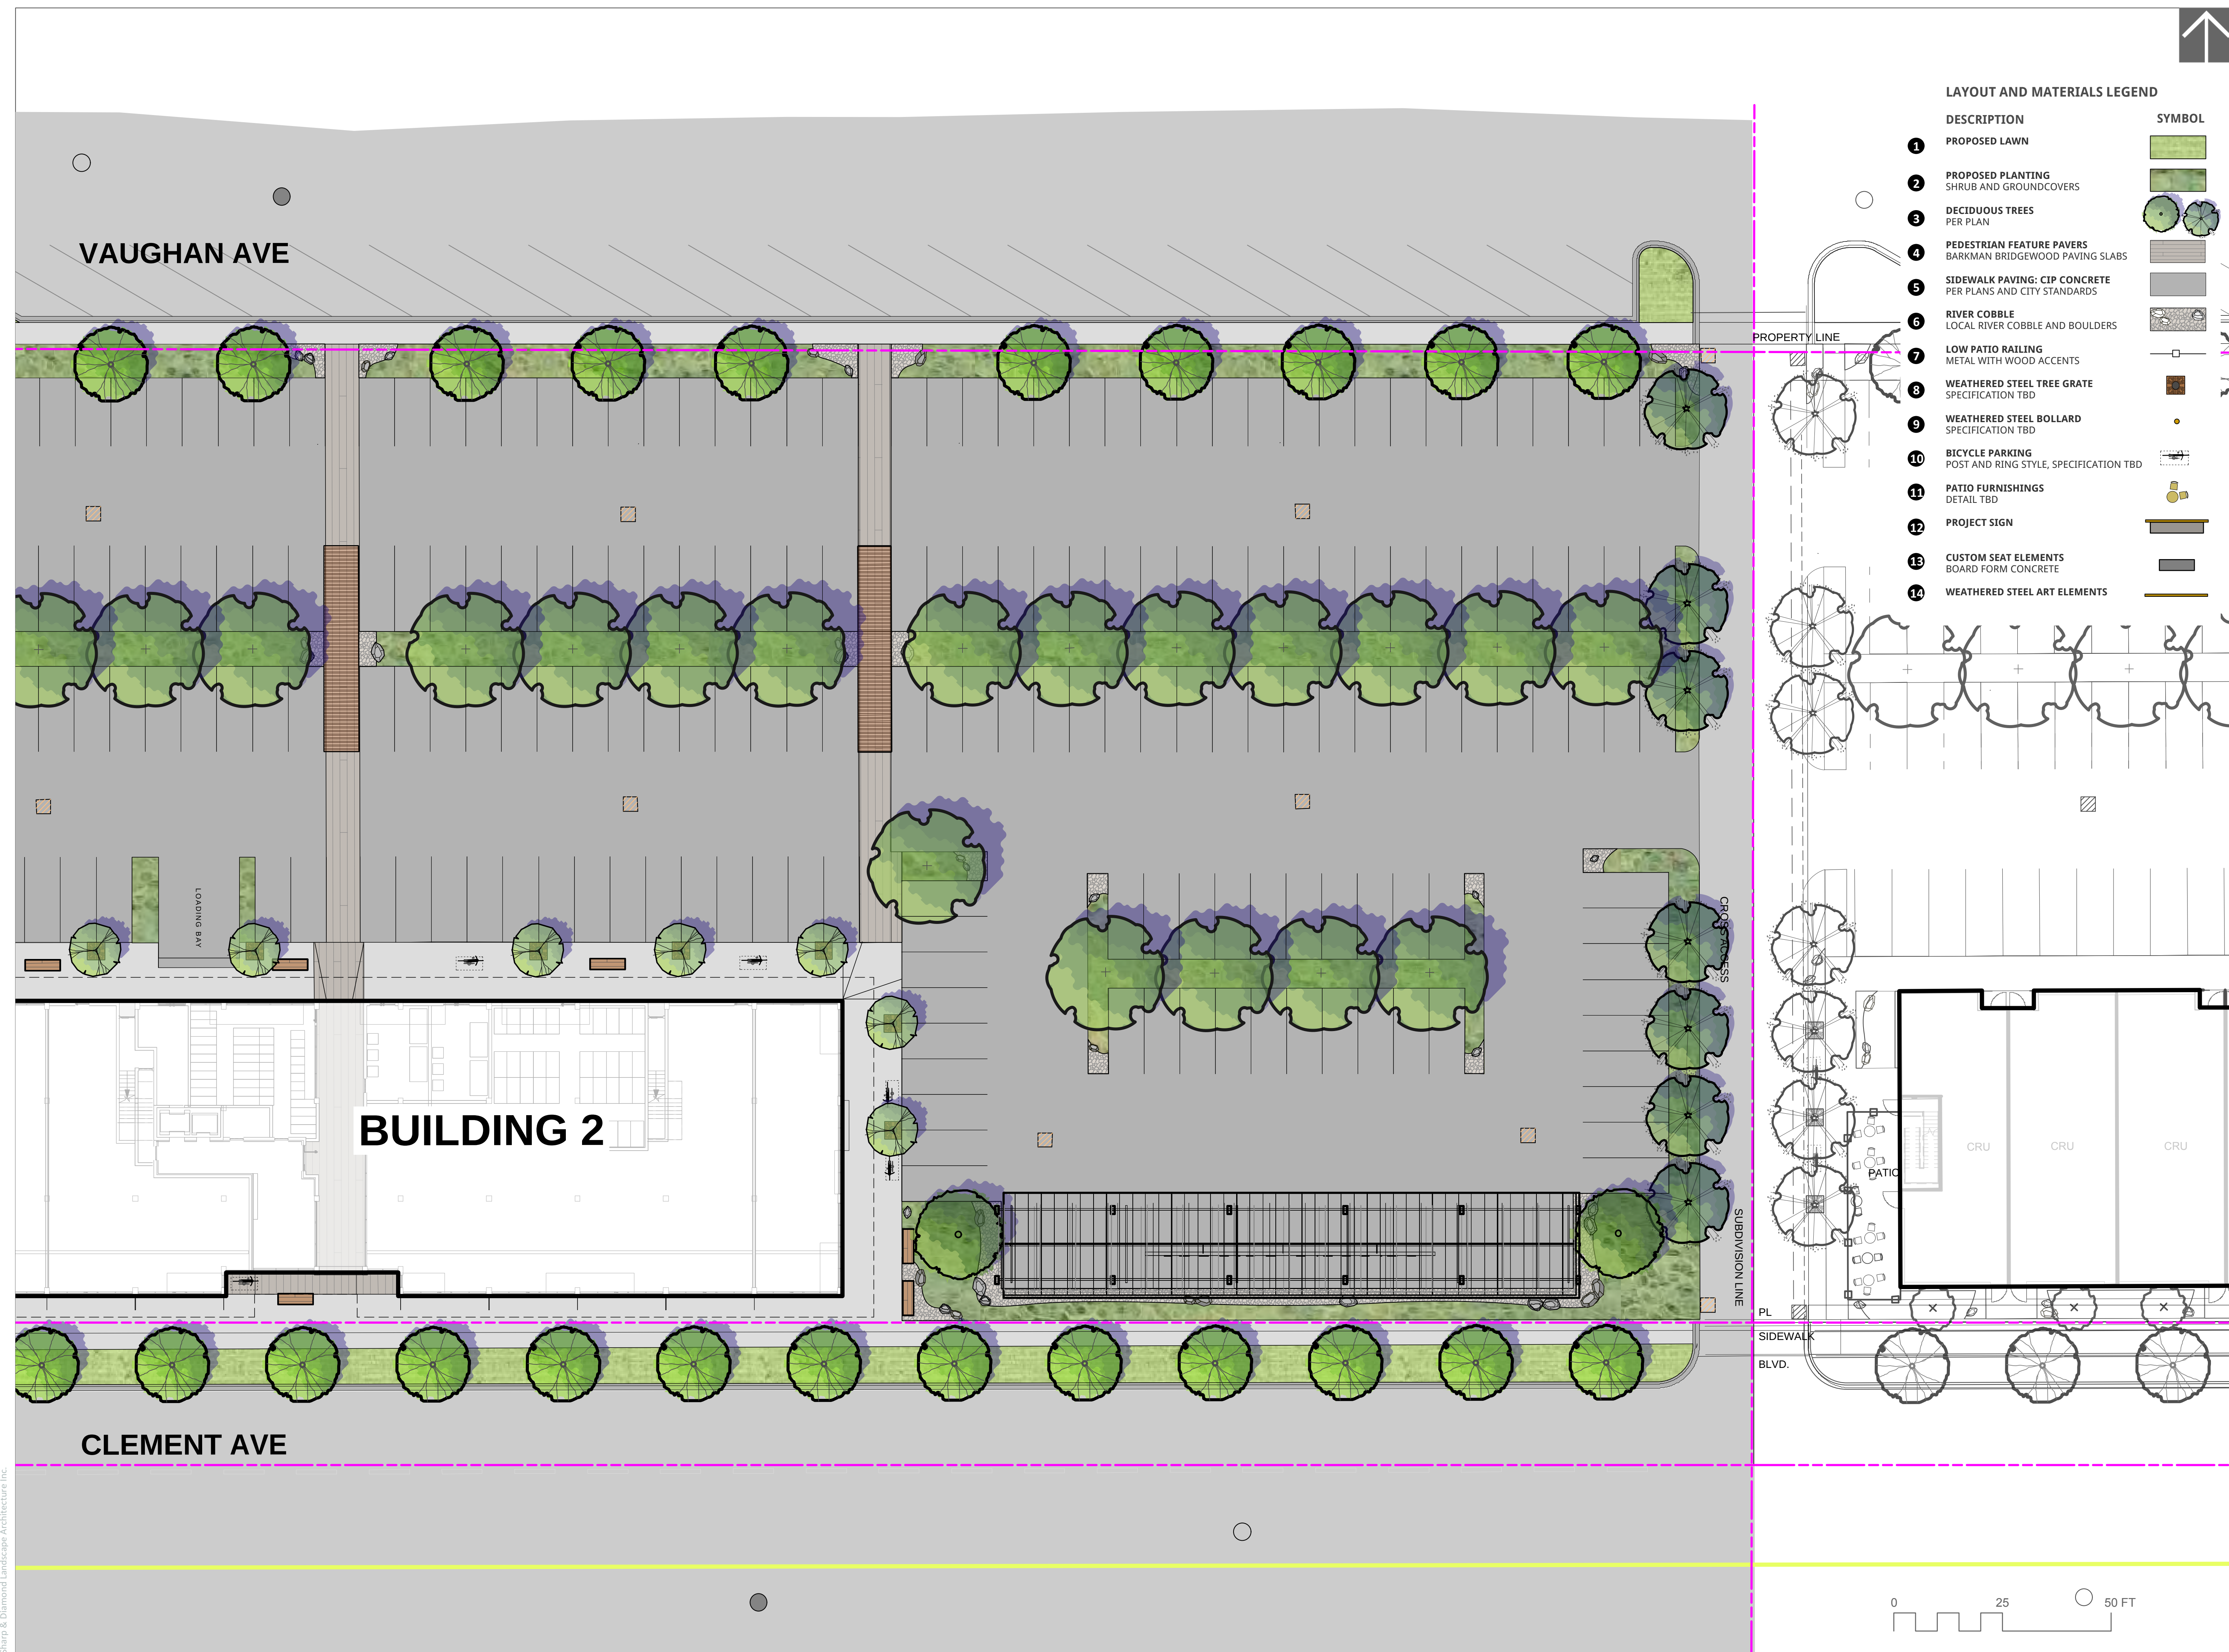 LAYOUT AND MATERIALS LEGEND
DESCRIPTION SYMBOL
1 PROPOSED LAWN
2 PROPOSED PLANTING
SHRUB AND GROUNDCOVERS
3 DECIDUOUS TREES
PER PLAN
4 PEDESTRIAN FEATURE PAVERS
BARKMAN BRIDGEWOOD PAVING SLABS
5 SIDEWALK PAVING: CIP CONCRETE
PER PLANS AND CITY STANDARDS
6 RIVER COBBLE
LOCAL RIVER COBBLE AND BOULDERS
7 LOW PATIO RAILING
METAL WITH WOOD ACCENTS
8 WEATHERED STEEL TREE GRATE
SPECIFICATION TBD
9 WEATHERED STEEL BOLLARD
SPECIFICATION TBD
10 BICYCLE PARKING
POST AND RING STYLE, SPECIFICATION TBD
11 PATIO FURNISHINGS
DETAIL TBD
12 PROJECT SIGN
13 CUSTOM SEAT ELEMENTS
BOARD FORM CONCRETE
14 WEATHERED STEEL ART ELEMENTS
VAUGHAN AVE
PROPERTY LINE
LOADING BAY
CROSS ACCESS
BUILDING 2
CRU
CRU
CRU
PATIO
SUBDIVISION LINE
PL
SIDEWALK
BLVD.
CLEMENT AVE
0 25 50 FT
Sharp & Diamond Landscape Architecture Inc.